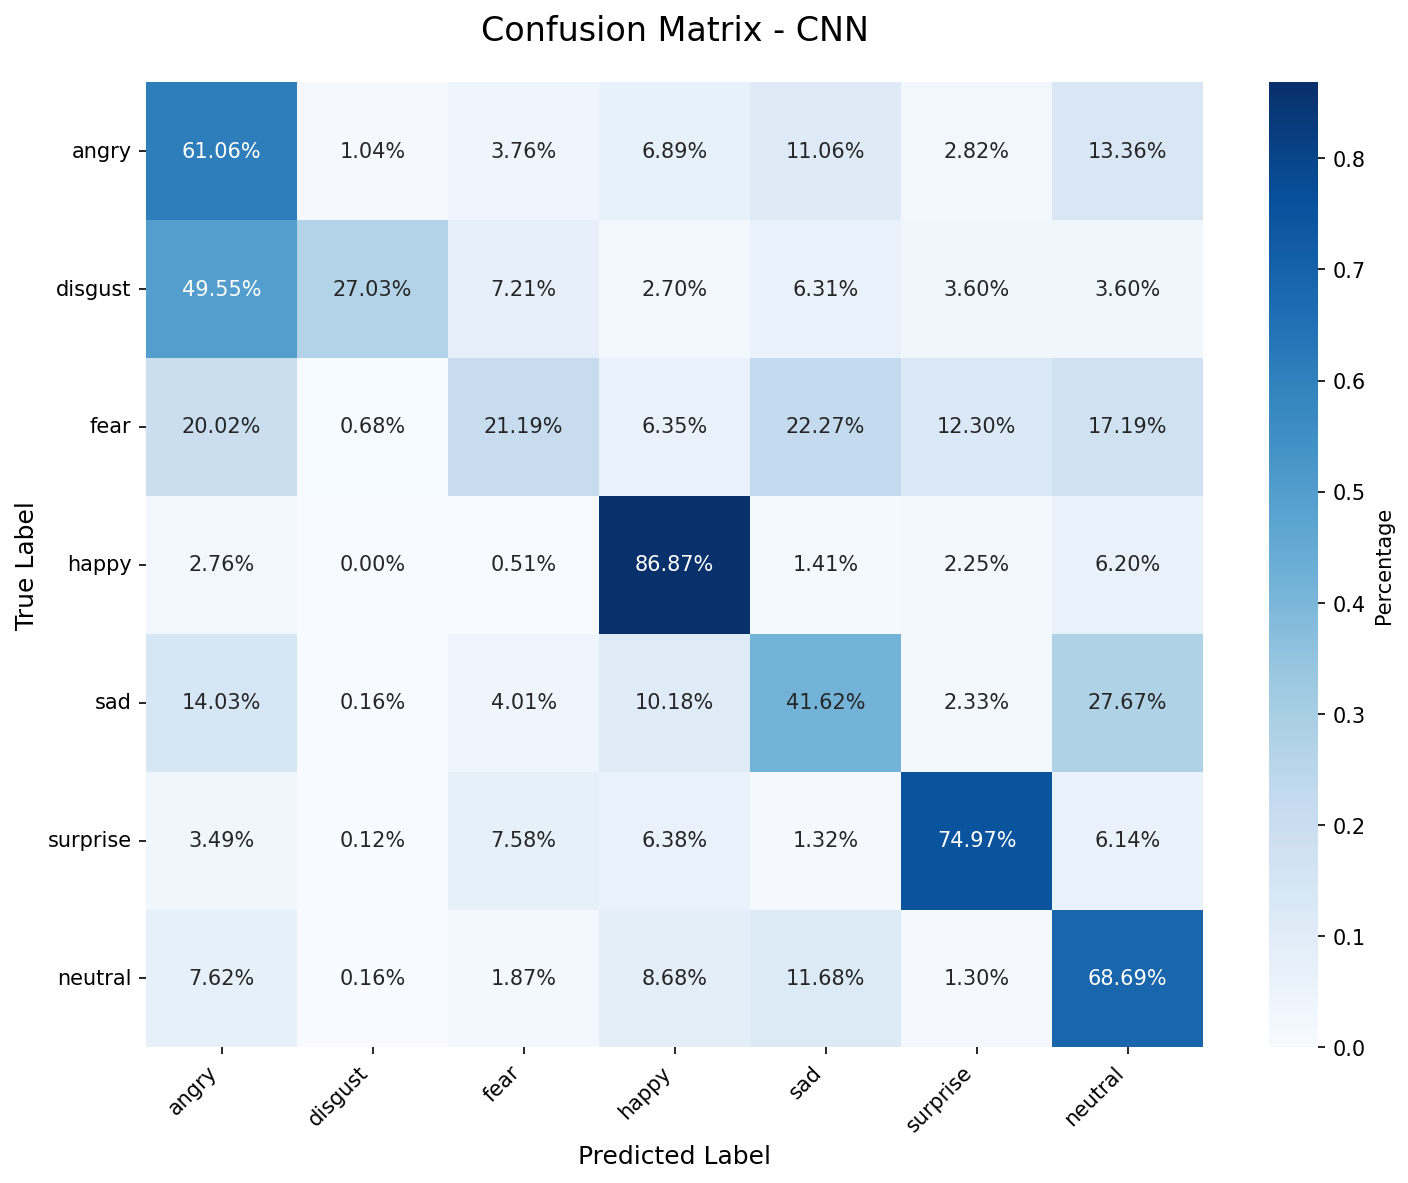 Confusion Matrix - CNN
angry 61.06% 1.04% 3.76% 6.89% 11.06% 2.82% 13.36%
disgust 49.55% 27.03% 7.21% 2.70% 6.31% 3.60% 3.60%
fear 20.02% 0.68% 21.19% 6.35% 22.27% 12.30% 17.19%
happy 2.76% 0.00% 0.51% 86.87% 1.41% 2.25% 6.20%
sad 14.03% 0.16% 4.01% 10.18% 41.62% 2.33% 27.67%
surprise 3.49% 0.12% 7.58% 6.38% 1.32% 74.97% 6.14%
neutral 7.62% 0.16% 1.87% 8.68% 11.68% 1.30% 68.69%
True Label
angry disgust fear happy sad surprise neutral
Predicted Label
0.8
0.7
0.6
0.5
0.4
0.3
0.2
0.1
0.0
Percentage